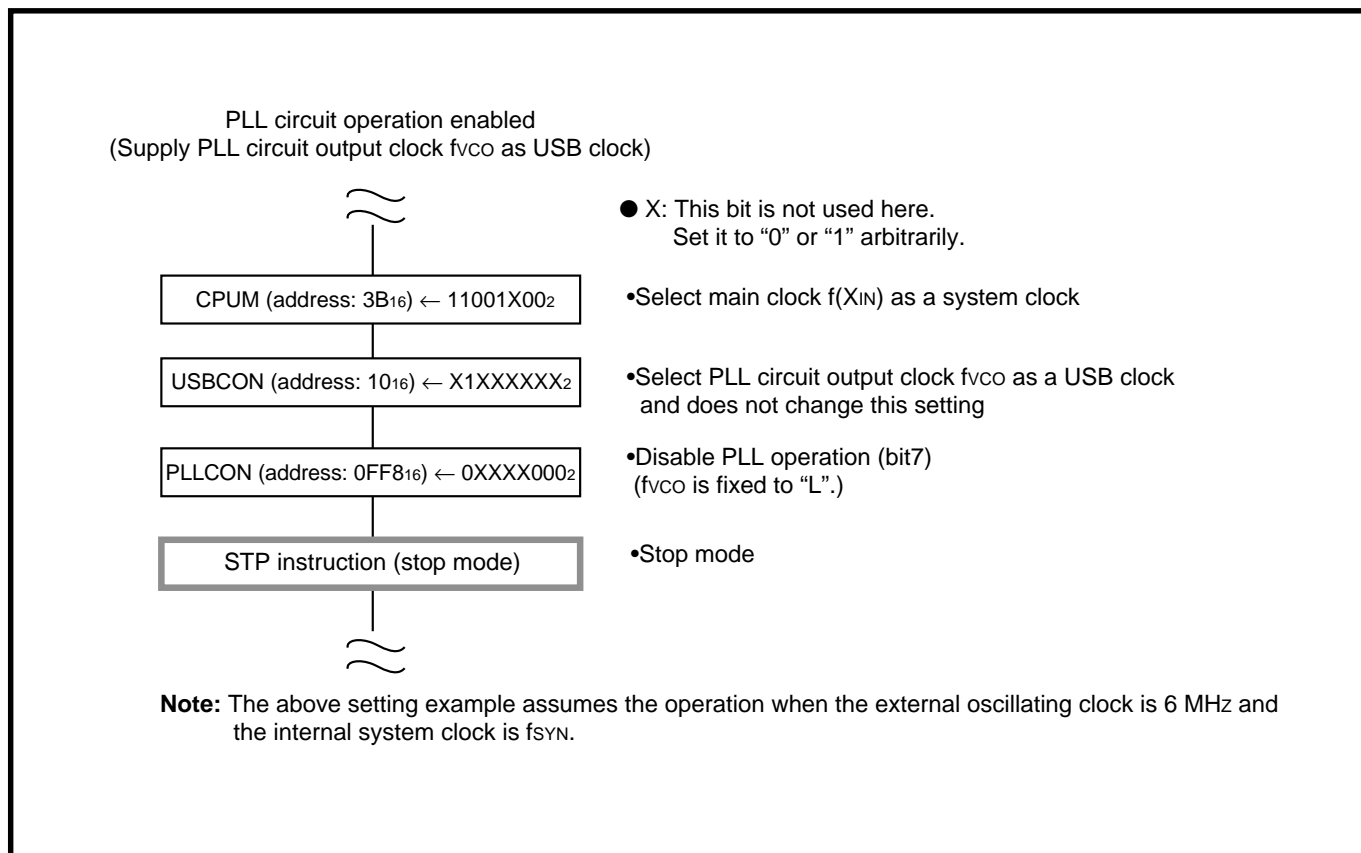 PLL circuit operation enabled
(Supply PLL circuit output clock fVCO as USB clock)
● X: This bit is not used here.
Set it to “0” or “1” arbitrarily.
CPUM (address: 3B16) ← 11001X002
•Select main clock f(XIN) as a system clock
USBCON (address: 1016) ← X1XXXXXX2
•Select PLL circuit output clock fVCO as a USB clock
and does not change this setting
PLLCON (address: 0FF816) ← 0XXXX0002
•Disable PLL operation (bit7)
(fVCO is fixed to “L”.)
STP instruction (stop mode)
•Stop mode
Note: The above setting example assumes the operation when the external oscillating clock is 6 MHz and
the internal system clock is fSYN.